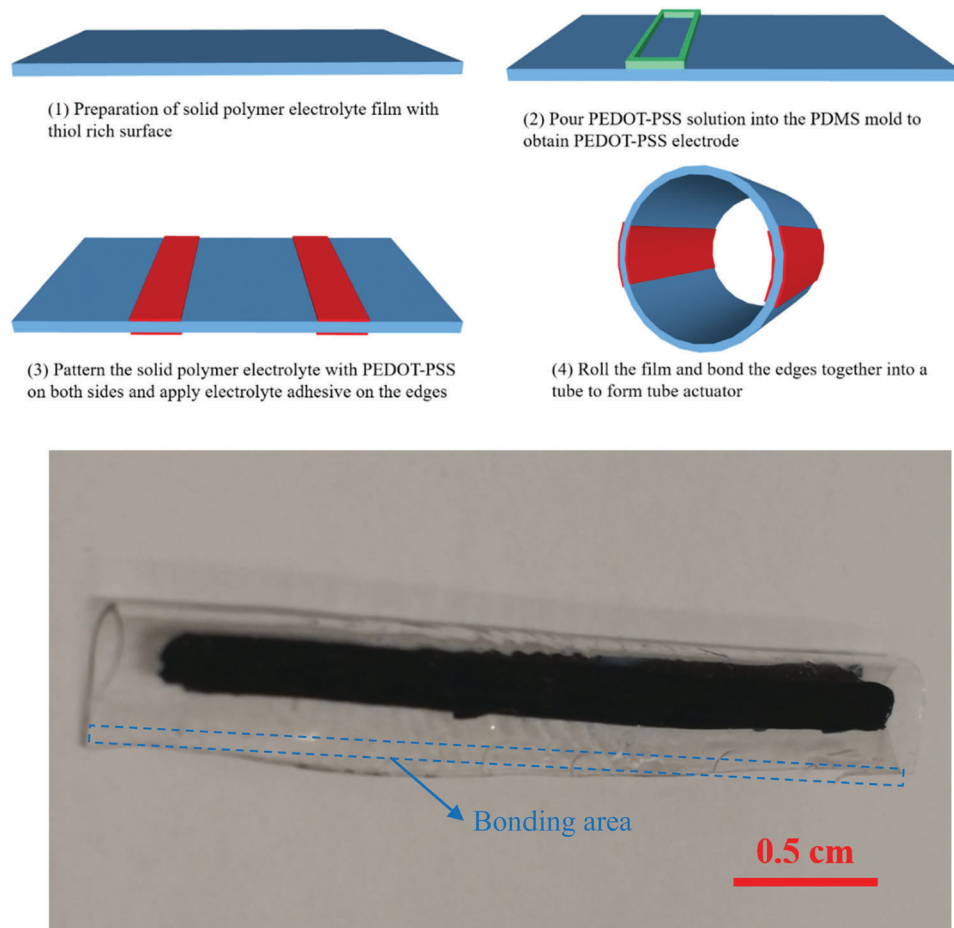 (1) Preparation of solid polymer electrolyte film with
thiol rich surface
(2) Pour PEDOT-PSS solution into the PDMS mold to
obtain PEDOT-PSS electrode
(3) Pattern the solid polymer electrolyte with PEDOT-PSS
on both sides and apply electrolyte adhesive on the edges
(4) Roll the film and bond the edges together into a
tube to form tube actuator
Bonding area
0.5 cm